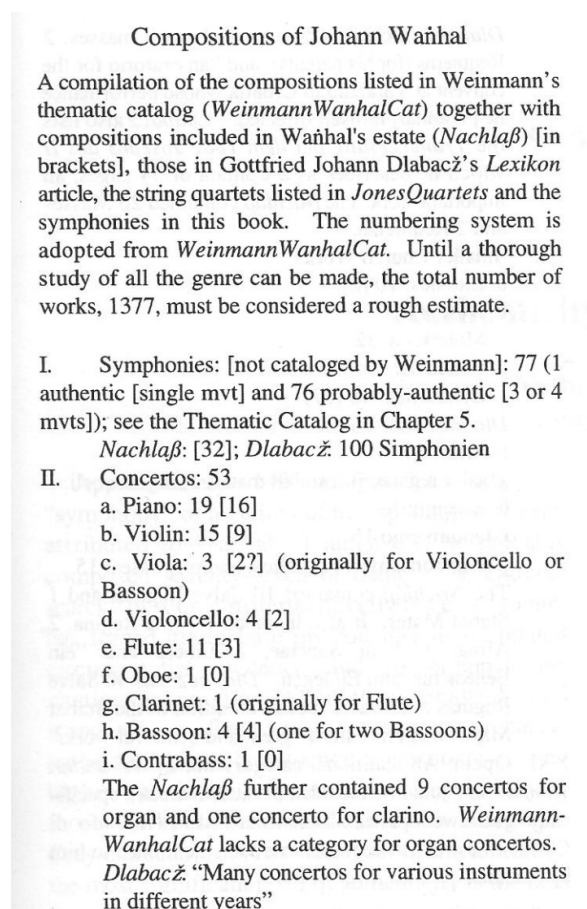 Compositions of Johann Waṅhal
A compilation of the compositions listed in Weinmann's
thematic catalog (WeinmannWanhalCat) together with
compositions included in Waṅhal's estate (Nachlaß) [in
brackets], those in Gottfried Johann Dlabacž's Lexikon
article, the string quartets listed in JonesQuartets and the
symphonies in this book. The numbering system is
adopted from WeinmannWanhalCat. Until a thorough
study of all the genre can be made, the total number of
works, 1377, must be considered a rough estimate.
I. Symphonies: [not cataloged by Weinmann]: 77 (1
authentic [single mvt] and 76 probably-authentic [3 or 4
mvts]); see the Thematic Catalog in Chapter 5.
Nachlaß: [32]; Dlabacž: 100 Simphonien
II. Concertos: 53
a. Piano: 19 [16]
b. Violin: 15 [9]
c. Viola: 3 [2?] (originally for Violoncello or
Bassoon)
d. Violoncello: 4 [2]
e. Flute: 11 [3]
f. Oboe: 1 [0]
g. Clarinet: 1 (originally for Flute)
h. Bassoon: 4 [4] (one for two Bassoons)
i. Contrabass: 1 [0]
The Nachlaß further contained 9 concertos for
organ and one concerto for clarino. Weinmann-
WanhalCat lacks a category for organ concertos.
Dlabacž: "Many concertos for various instruments
in different years"